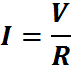 I = V/R